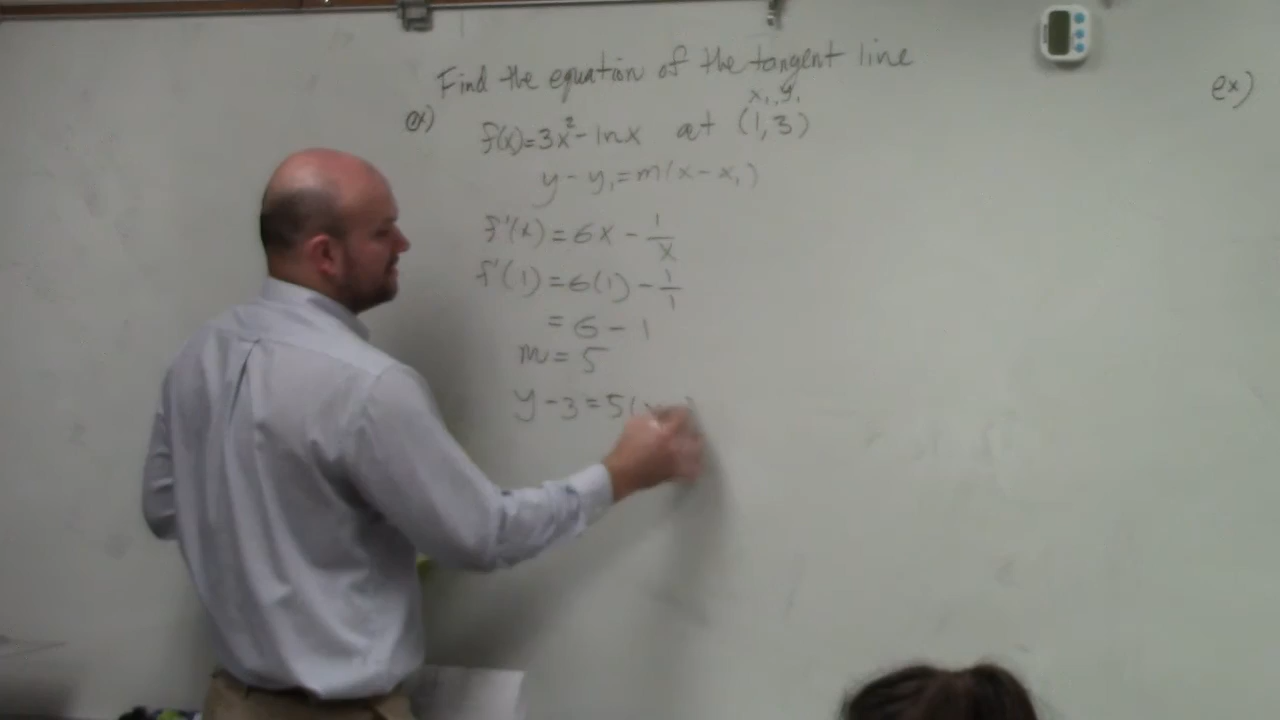 Find the equation of the tangent line
x₁, y₁
ex) f(x)=3x²-lnx at (1,3)
ex)
y-y₁=m(x-x₁)
f'(x)=6x-1/x
f'(1)=6(1)-1/1
=6-1
m=5
y-3=5(x